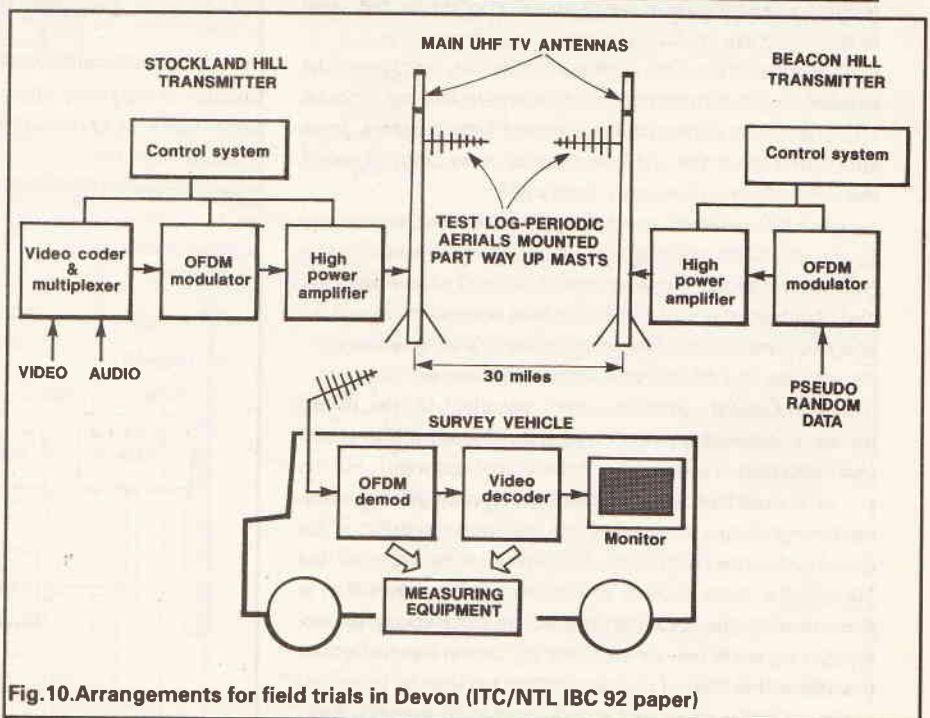 MAIN UHF TV ANTENNAS
STOCKLAND HILL
TRANSMITTER
BEACON HILL
TRANSMITTER
Control system
Control system
TEST LOG-PERIODIC
AERIALS MOUNTED
PART WAY UP MASTS
Video coder
&
multiplexer
OFDM
modulator
High
power
amplifier
High
power
amplifier
OFDM
modulator
VIDEO
AUDIO
30 miles
PSEUDO
RANDOM
DATA
SURVEY VEHICLE
OFDM
demod
Video
decoder
Monitor
MEASURING
EQUIPMENT
Fig.10.Arrangements for field trials in Devon (ITC/NTL IBC 92 paper)